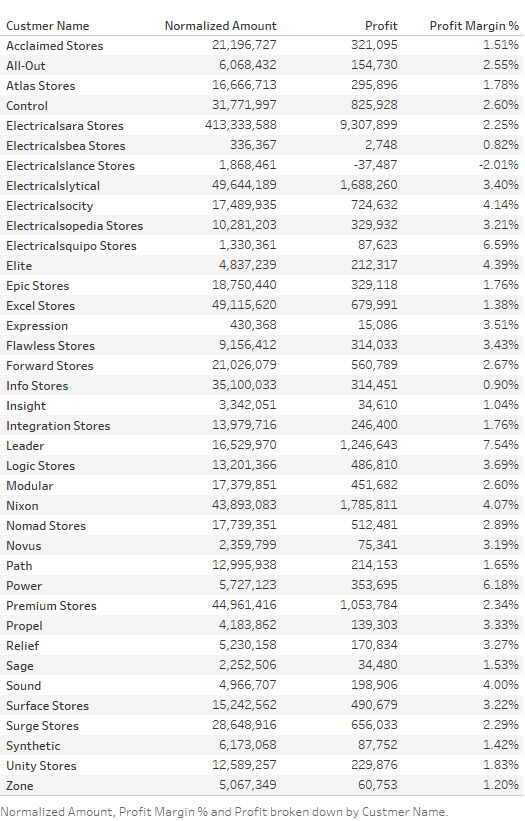 Custmer Name Normalized Amount Profit Profit Margin %
Acclaimed Stores 21,196,727 321,095 1.51%
All-Out 6,068,432 154,730 2.55%
Atlas Stores 16,666,713 295,896 1.78%
Control 31,771,997 825,928 2.60%
Electricalsara Stores 413,333,588 9,307,899 2.25%
Electricalsbea Stores 336,367 2,748 0.82%
Electricalslance Stores 1,868,461 -37,487 -2.01%
Electricalslytical 49,644,189 1,688,260 3.40%
Electricalsocity 17,489,935 724,632 4.14%
Electricalsopedia Stores 10,281,203 329,932 3.21%
Electricalsquipo Stores 1,330,361 87,623 6.59%
Elite 4,837,239 212,317 4.39%
Epic Stores 18,750,440 329,118 1.76%
Excel Stores 49,115,620 679,991 1.38%
Expression 430,368 15,086 3.51%
Flawless Stores 9,156,412 314,033 3.43%
Forward Stores 21,026,079 560,789 2.67%
Info Stores 35,100,033 314,451 0.90%
Insight 3,342,051 34,610 1.04%
Integration Stores 13,979,716 246,400 1.76%
Leader 16,529,970 1,246,643 7.54%
Logic Stores 13,201,366 486,810 3.69%
Modular 17,379,851 451,682 2.60%
Nixon 43,893,083 1,785,811 4.07%
Nomad Stores 17,739,351 512,481 2.89%
Novus 2,359,799 75,341 3.19%
Path 12,995,938 214,153 1.65%
Power 5,727,123 353,695 6.18%
Premium Stores 44,961,416 1,053,784 2.34%
Propel 4,183,862 139,303 3.33%
Relief 5,230,158 170,834 3.27%
Sage 2,252,506 34,480 1.53%
Sound 4,966,707 198,906 4.00%
Surface Stores 15,242,562 490,679 3.22%
Surge Stores 28,648,916 656,033 2.29%
Synthetic 6,173,068 87,752 1.42%
Unity Stores 12,589,257 229,876 1.83%
Zone 5,067,349 60,753 1.20%
Normalized Amount, Profit Margin % and Profit broken down by Custmer Name.